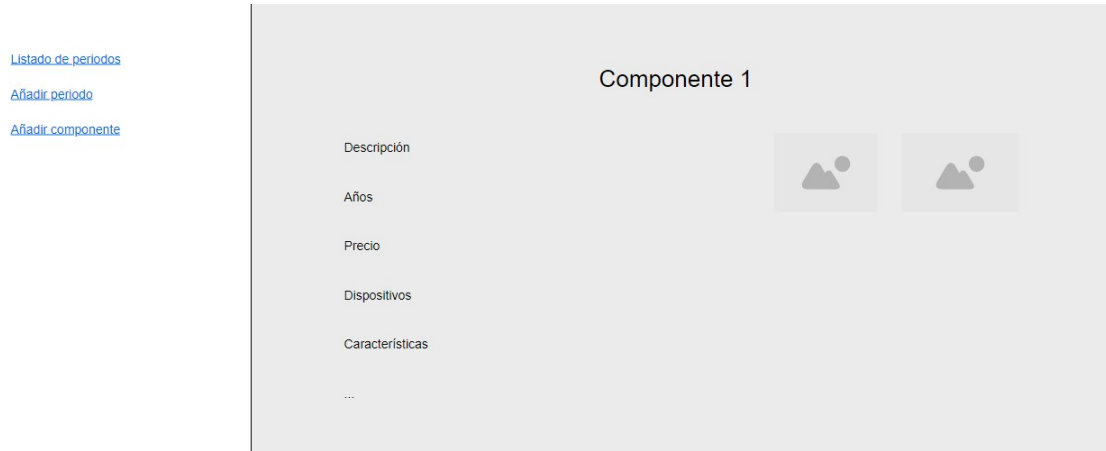 Listado de periodos
Añadir periodo
Añadir componente
Componente 1
Descripción
Años
Precio
Dispositivos
Características
...